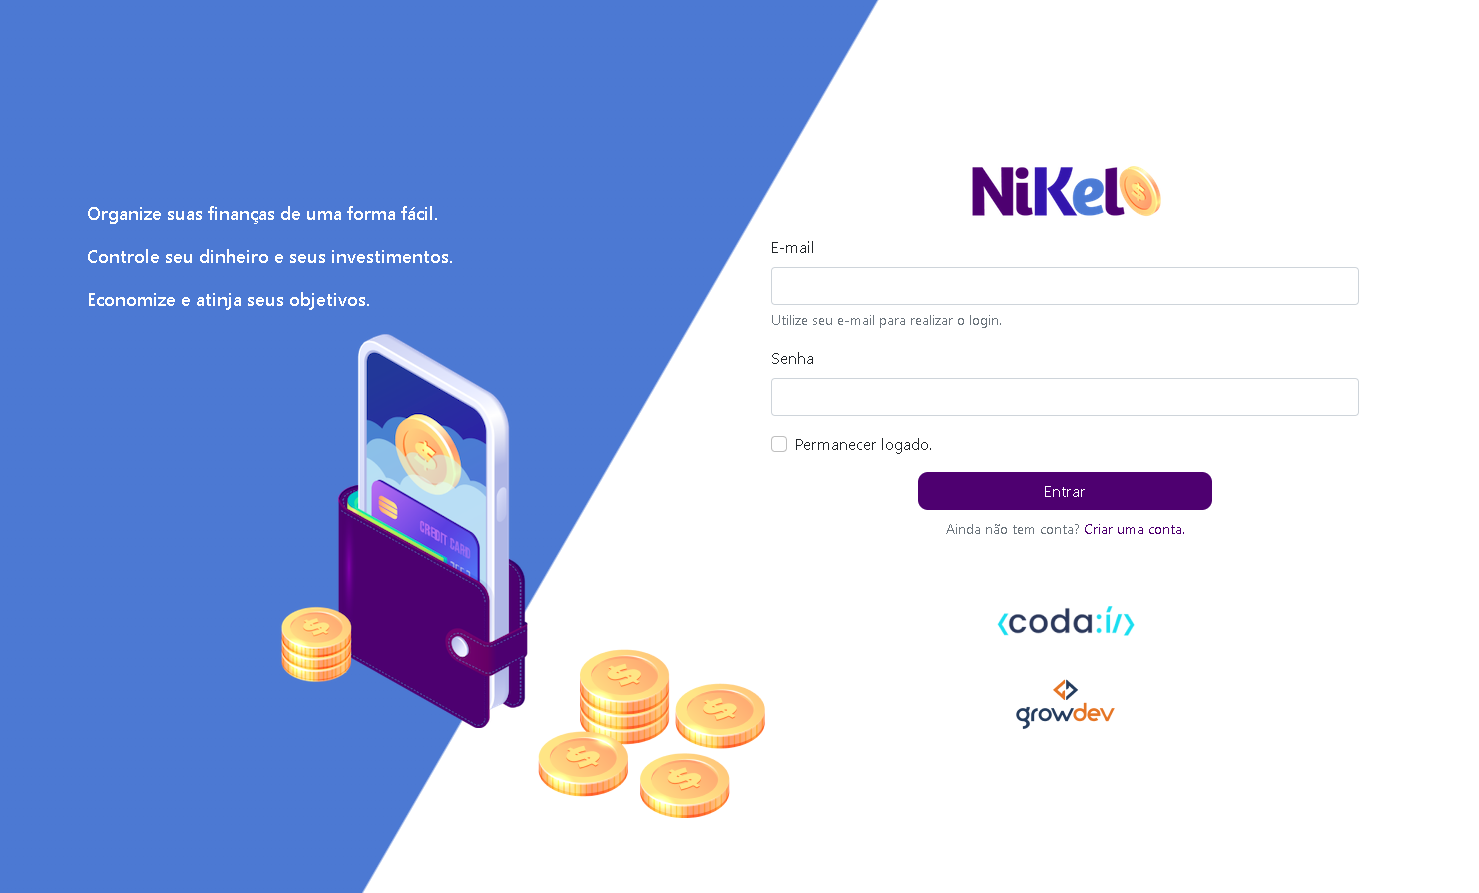 Organize suas finanças de uma forma fácil.
Controle seu dinheiro e seus investimentos.
Economize e atinja seus objetivos.
CREDIT CARD
NiKel
E-mail
Utilize seu e-mail para realizar o login.
Senha
Permanecer logado.
Entrar
Ainda não tem conta? Criar uma conta.
<coda:í/>
growdev